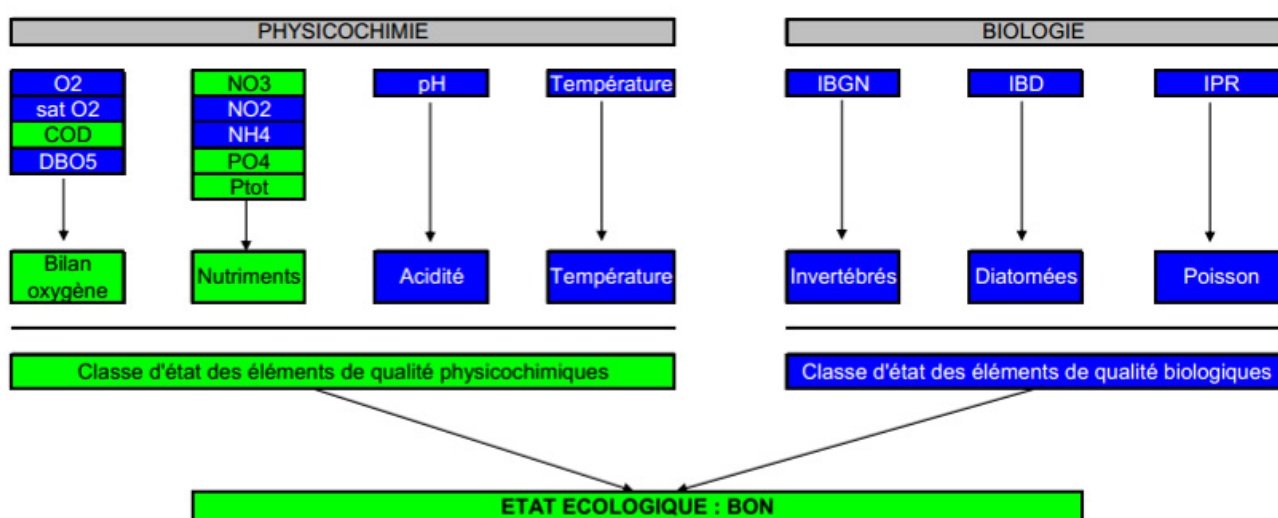 PHYSICOCHIMIE
BIOLOGIE
O2
sat O2
COD
DBO5
NO3
NO2
NH4
PO4
Ptot
pH
Température
IBGN
IBD
IPR
Bilan
oxygène
Nutriments
Acidité
Température
Invertébrés
Diatomées
Poisson
Classe d'état des éléments de qualité physicochimiques
Classe d'état des éléments de qualité biologiques
ETAT ECOLOGIQUE : BON